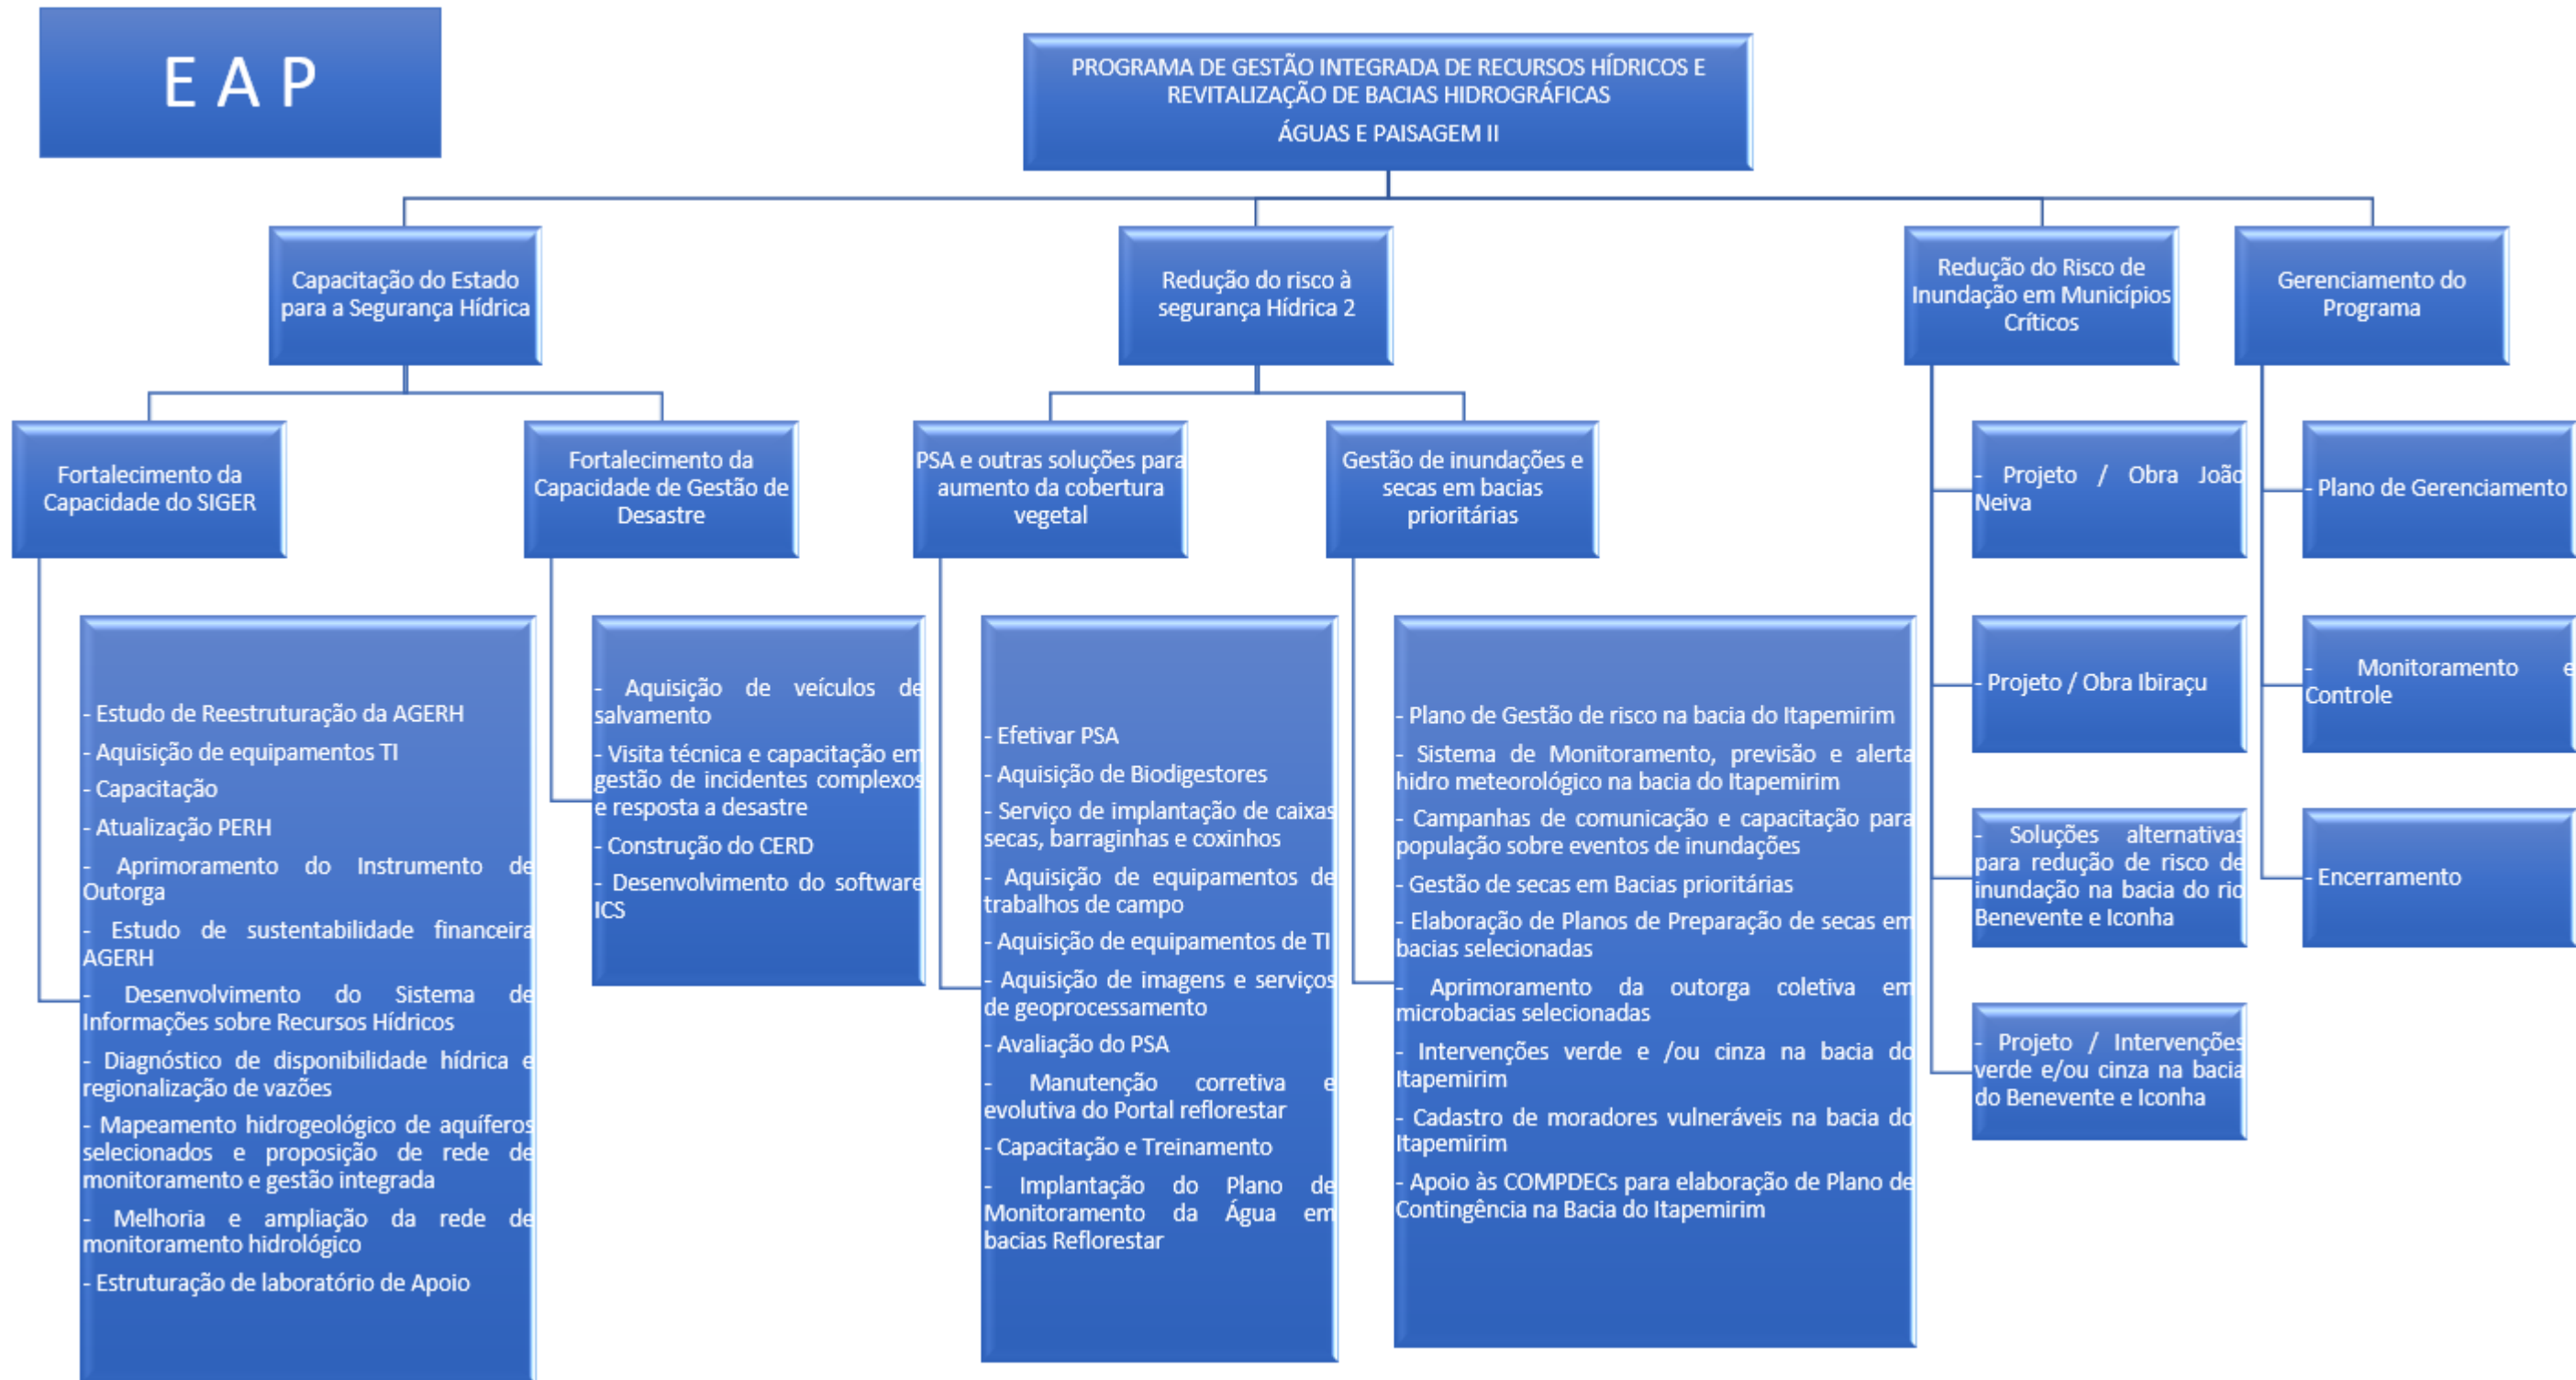 E A P
PROGRAMA DE GESTÃO INTEGRADA DE RECURSOS HÍDRICOS E
REVITALIZAÇÃO DE BACIAS HIDROGRÁFICAS
ÁGUAS E PAISAGEM II
Capacitação do Estado
para a Segurança Hídrica
Redução do risco à
segurança Hídrica 2
Redução do Risco de
Inundação em Municípios
Críticos
Gerenciamento do
Programa
Fortalecimento da
Capacidade do SIGER
Fortalecimento da
Capacidade de Gestão de
Desastre
PSA e outras soluções para
aumento da cobertura
vegetal
Gestão de inundações e
secas em bacias
prioritárias
- Estudo de Reestruturação da AGERH
- Aquisição de equipamentos TI
- Capacitação
- Atualização PERH
- Aprimoramento do Instrumento de
Outorga
- Estudo de sustentabilidade financeira
AGERH
- Desenvolvimento do Sistema de
Informações sobre Recursos Hídricos
- Diagnóstico de disponibilidade hídrica e
regionalização de vazões
- Mapeamento hidrogeológico de aquíferos
selecionados e proposição de rede de
monitoramento e gestão integrada
- Melhoria e ampliação da rede de
monitoramento hidrológico
- Estruturação de laboratório de Apoio
- Aquisição de veículos de
salvamento
- Visita técnica e capacitação em
gestão de incidentes complexos
e resposta a desastre
- Construção do CERD
- Desenvolvimento do software
ICS
- Efetivar PSA
- Aquisição de Biodigestores
- Serviço de implantação de caixas
secas, barraginhas e coxinhos
- Aquisição de equipamentos de
trabalhos de campo
- Aquisição de equipamentos de TI
- Aquisição de imagens e serviços
de geoprocessamento
- Avaliação do PSA
- Manutenção corretiva e
evolutiva do Portal reflorestar
- Capacitação e Treinamento
- Implantação do Plano de
Monitoramento da Água em
bacias Reflorestar
- Plano de Gestão de risco na bacia do Itapemirim
- Sistema de Monitoramento, previsão e alerta
hidro meteorológico na bacia do Itapemirim
- Campanhas de comunicação e capacitação para
população sobre eventos de inundações
- Gestão de secas em Bacias prioritárias
- Elaboração de Planos de Preparação de secas em
bacias selecionadas
- Aprimoramento da outorga coletiva em
microbacias selecionadas
- Intervenções verde e /ou cinza na bacia do
Itapemirim
- Cadastro de moradores vulneráveis na bacia do
Itapemirim
- Apoio às COMPDECs para elaboração de Plano de
Contingência na Bacia do Itapemirim
- Projeto / Obra João
Neiva
- Projeto / Obra Ibiraçu
- Soluções alternativas
para redução de risco de
inundação na bacia do rio
Benevente e Iconha
- Projeto / Intervenções
verde e/ou cinza na bacia
do Benevente e Iconha
- Plano de Gerenciamento
- Monitoramento e
Controle
- Encerramento